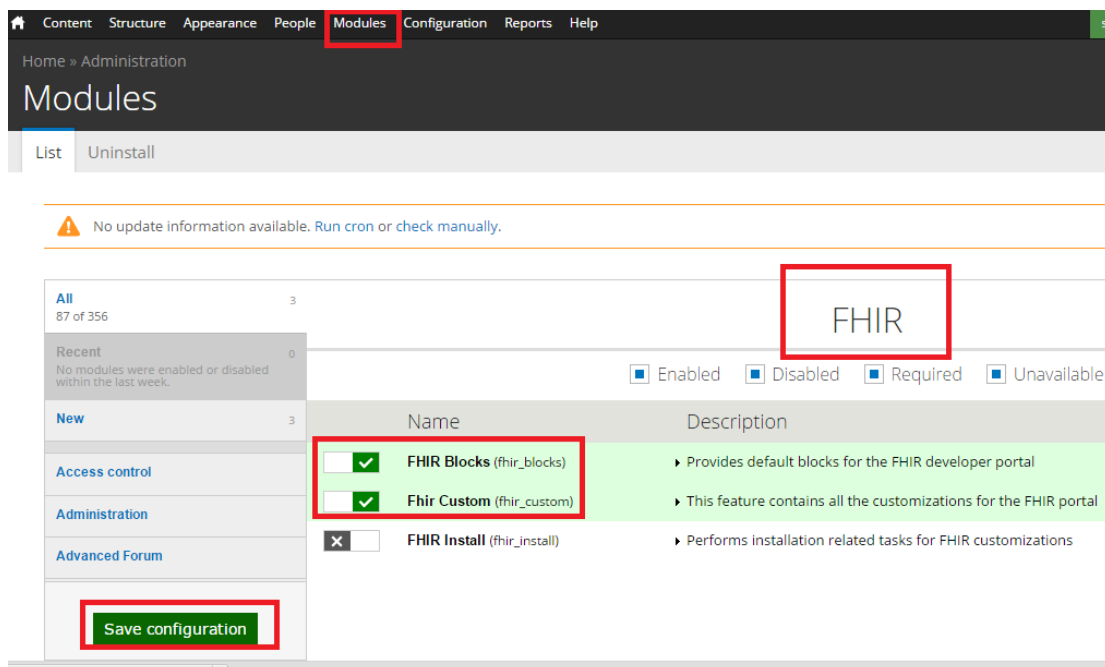 Content Structure Appearance People Modules Configuration Reports Help
Home » Administration
Modules
List Uninstall
No update information available. Run cron or check manually.
All 3
87 of 356
FHIR
Recent 0
No modules were enabled or disabled
within the last week.
Enabled Disabled Required Unavailable
New 3
Name Description
FHIR Blocks (fhir_blocks) Provides default blocks for the FHIR developer portal
Access control
Fhir Custom (fhir_custom) This feature contains all the customizations for the FHIR portal
Administration
FHIR Install (fhir_install) Performs installation related tasks for FHIR customizations
Advanced Forum
Save configuration